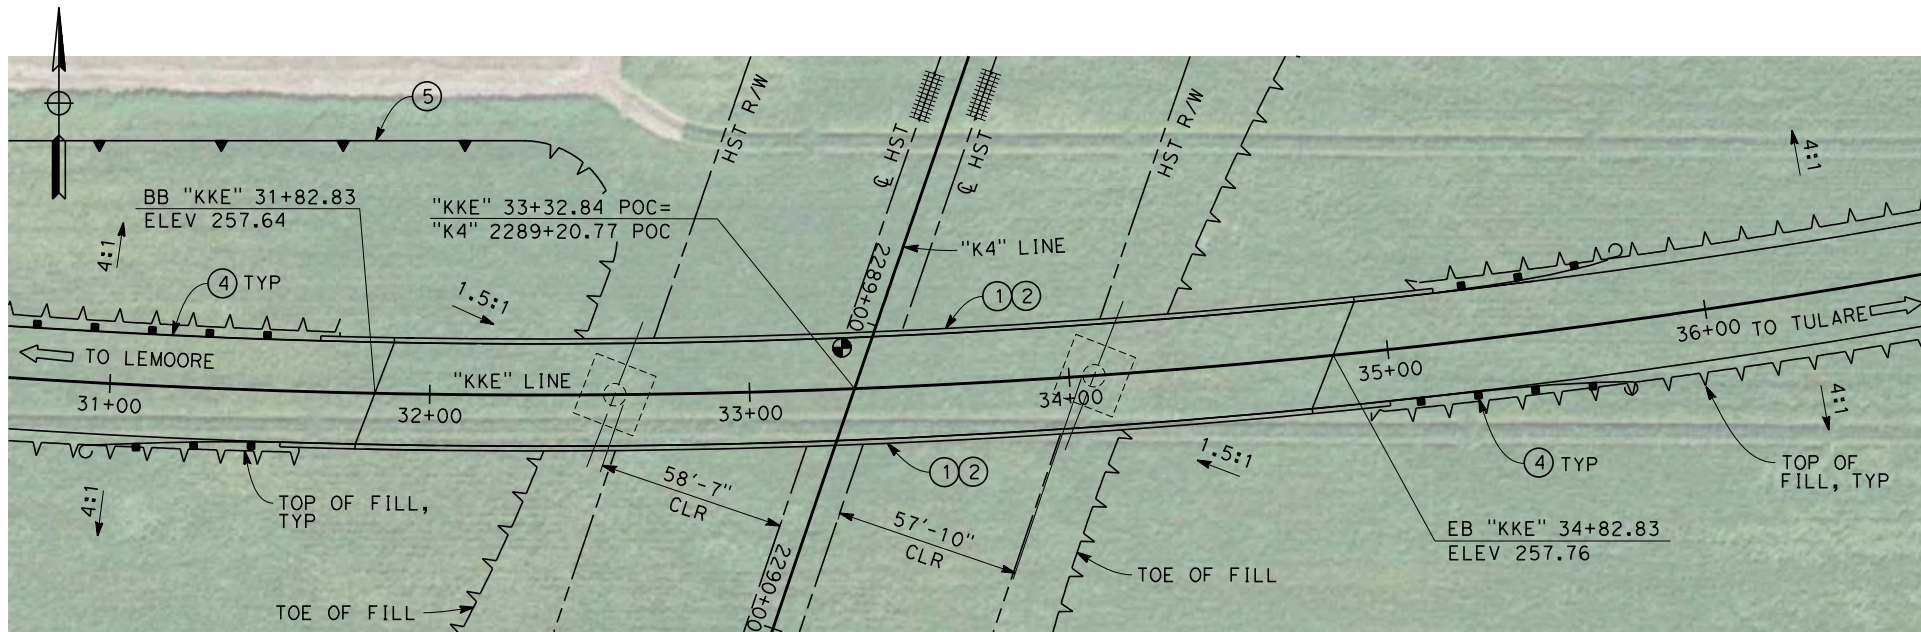 5
HST R/W
℄ HST
℄ HST
HST R/W
4:1
BB "KKE" 31+82.83
ELEV 257.64
"KKE" 33+32.84 POC=
"K4" 2289+20.77 POC
4:1
"K4" LINE
2289+00
4 TYP
1.5:1
1 2
TO LEMOORE
"KKE" LINE
31+00
32+00
33+00
34+00
35+00
36+00
TO TULARE
4:1
1.5:1
4:1
TOP OF FILL,
TYP
58'-7"
CLR
1 2
57'-10"
CLR
4 TYP
TOP OF
FILL, TYP
EB "KKE" 34+82.83
ELEV 257.76
2290+00
TOE OF FILL
TOE OF FILL